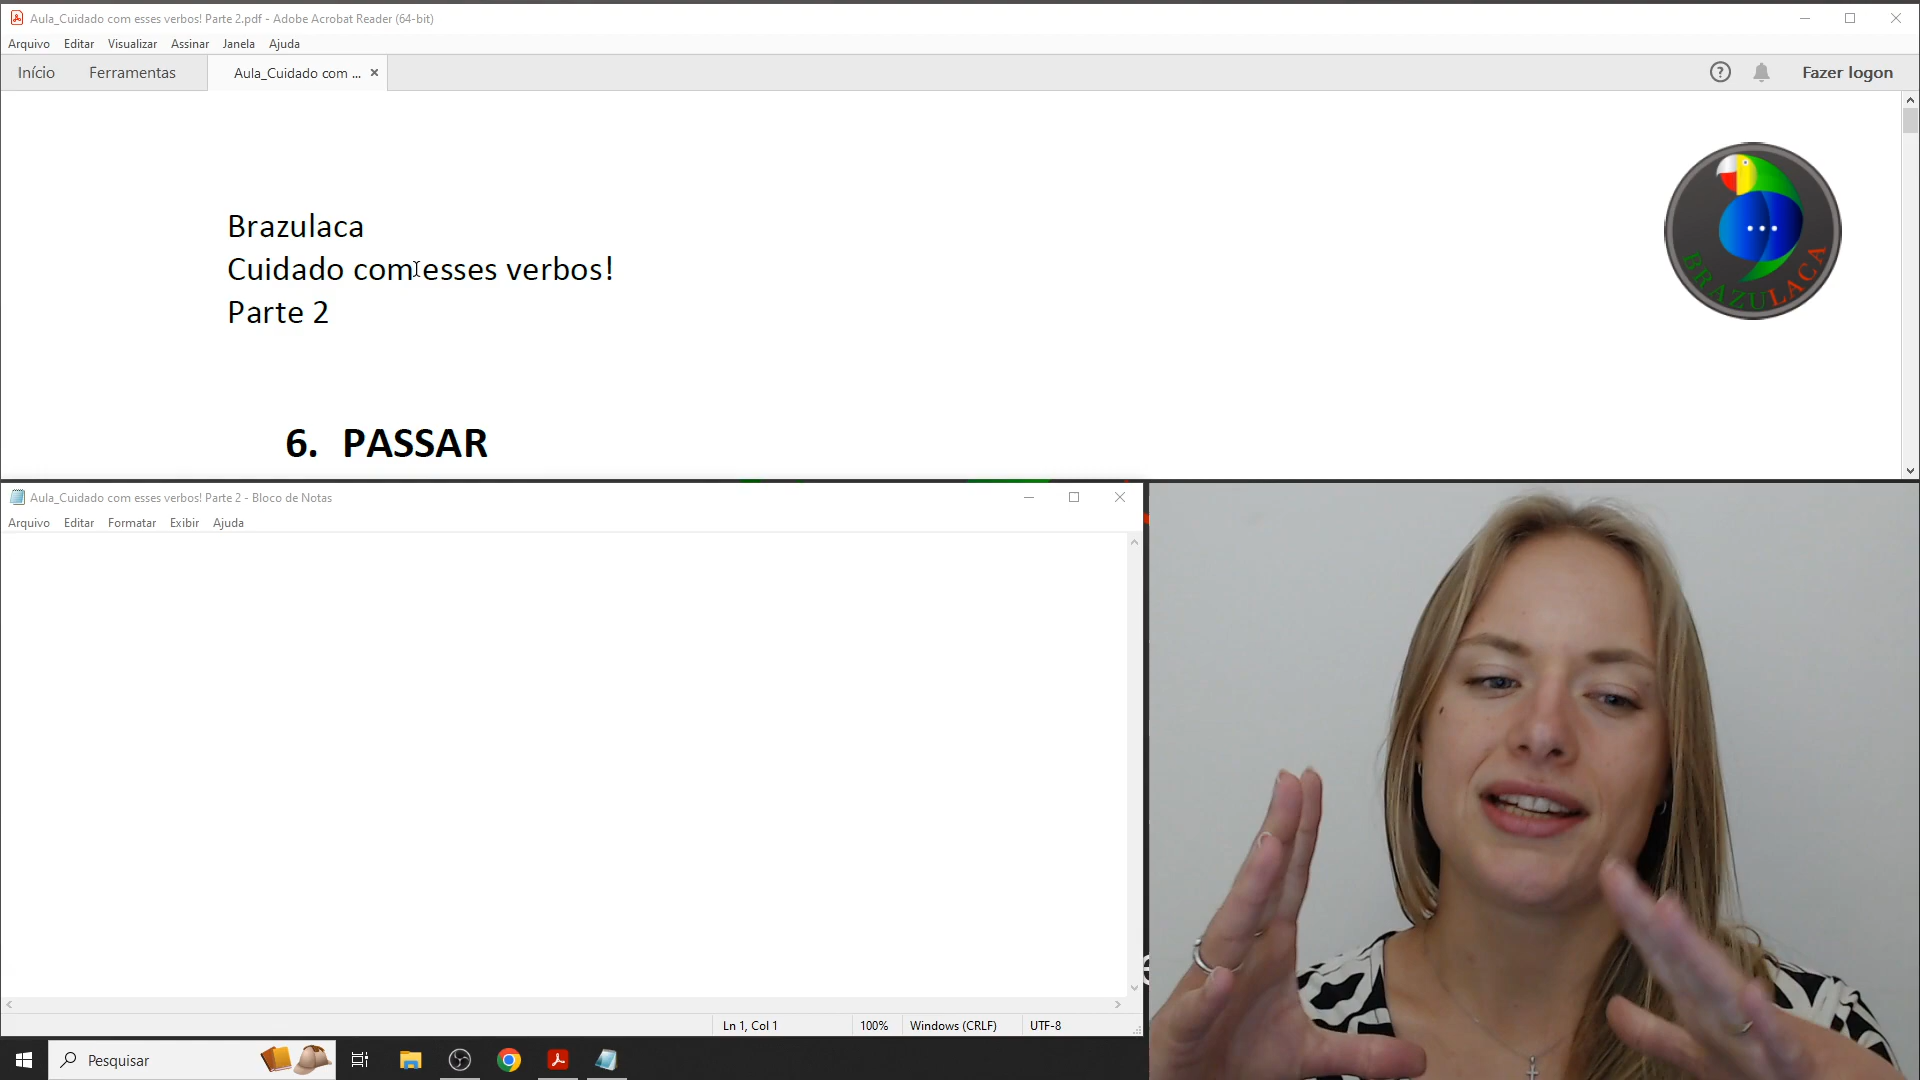 Aula_Cuidado com esses verbos! Parte 2.pdf - Adobe Acrobat Reader (64-bit)
Arquivo Editar Visualizar Assinar Janela Ajuda
Início Ferramentas Aula_Cuidado com ... Fazer logon
Brazulaca
Cuidado com esses verbos!
Parte 2
BRAZULACA
6. PASSAR
Aula_Cuidado com esses verbos! Parte 2 - Bloco de Notas
Arquivo Editar Formatar Exibir Ajuda
Ln 1, Col 1 100% Windows (CRLF) UTF-8
Pesquisar